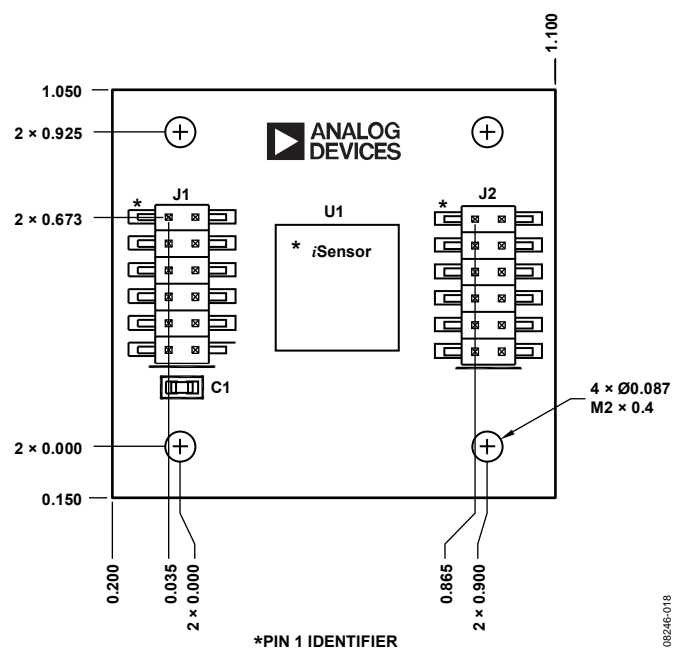 1.100
1.050
2 × 0.925
ANALOG
DEVICES
*
J1
*
J2
2 × 0.673
U1
* iSensor
C1
4 × Ø0.087
M2 × 0.4
2 × 0.000
0.150
0.200
0.035
2 × 0.000
0.865
2 × 0.900
*PIN 1 IDENTIFIER
08246-018